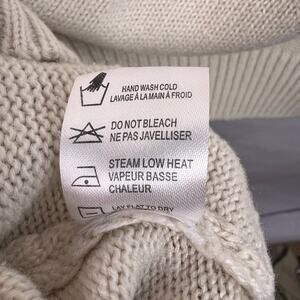 HAND WASH COLD
LAVAGE À LA MAIN À FROID
DO NOT BLEACH
NE PAS JAVELLISER
STEAM LOW HEAT
VAPEUR BASSE
CHALEUR
LAY FLAT TO DRY